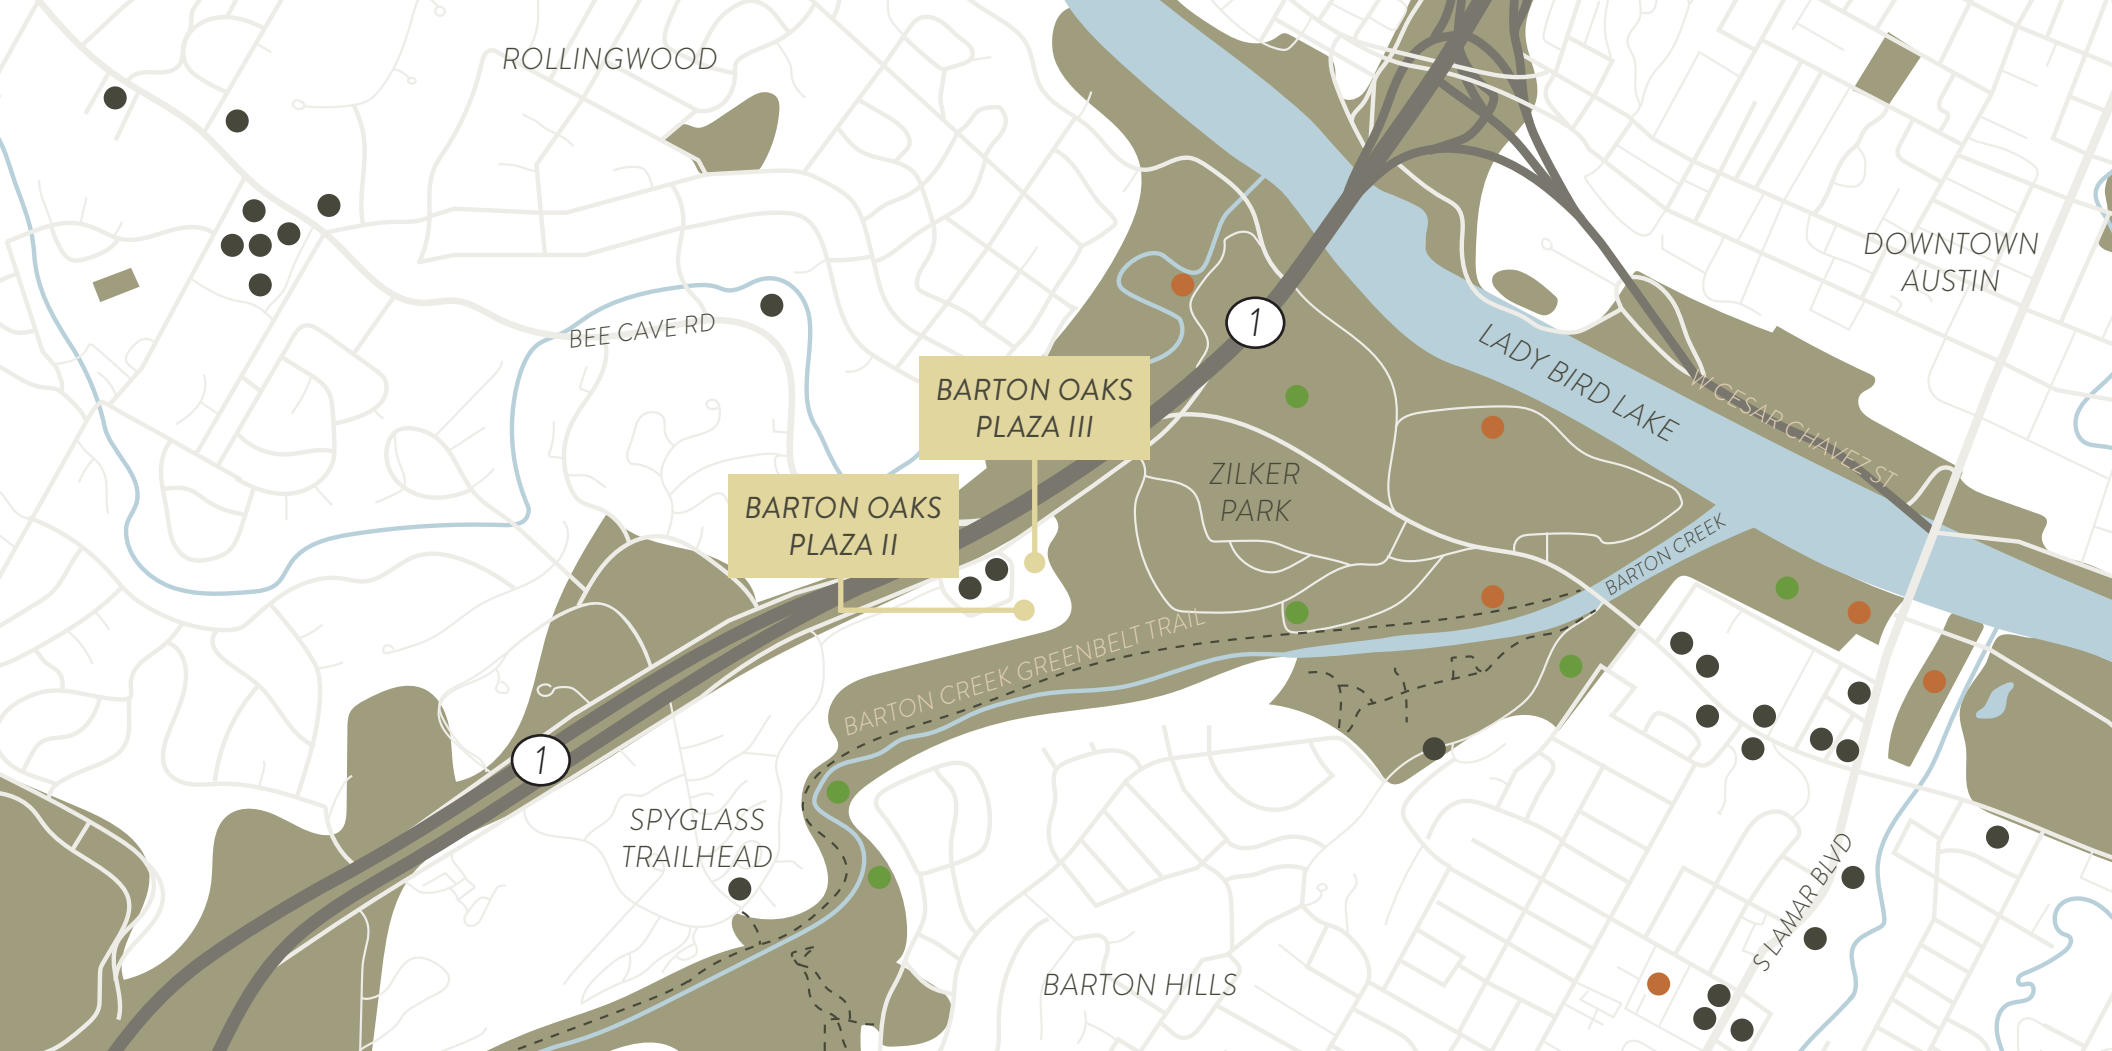 ROLLINGWOOD
DOWNTOWN
AUSTIN
BEE CAVE RD
1
LADY BIRD LAKE
W CESAR CHAVEZ ST
BARTON OAKS
PLAZA III
ZILKER
PARK
BARTON OAKS
PLAZA II
BARTON CREEK
BARTON CREEK GREENBELT TRAIL
1
SPYGLASS
TRAILHEAD
S LAMAR BLVD
BARTON HILLS